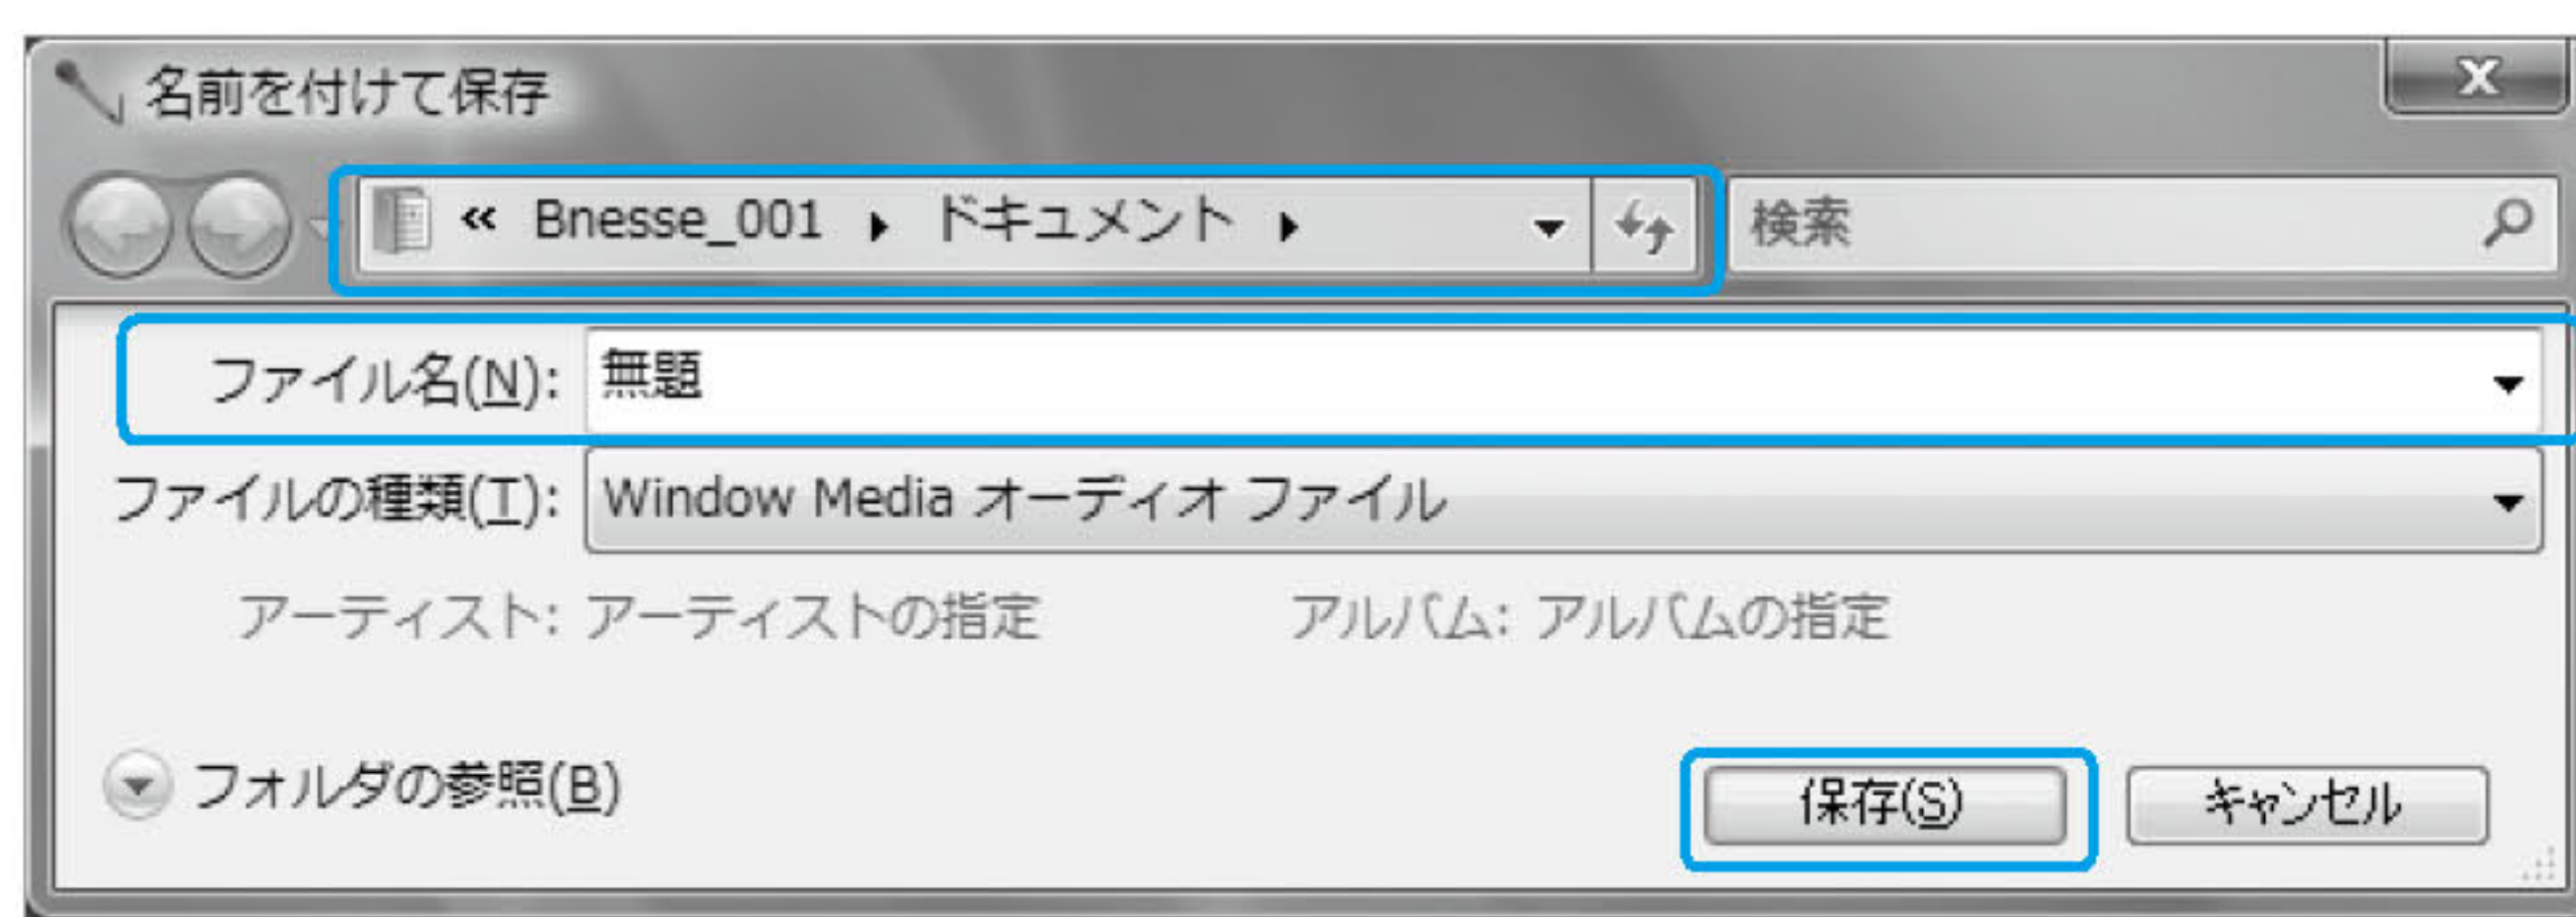 名前を付けて保存
« Bnesse_001 ▶ ドキュメント ▶ 検索
ファイル名(N): 無題
ファイルの種類(T): Window Media オーディオ ファイル
アーティスト: アーティストの指定 アルバム: アルバムの指定
フォルダの参照(B) 保存(S) キャンセル